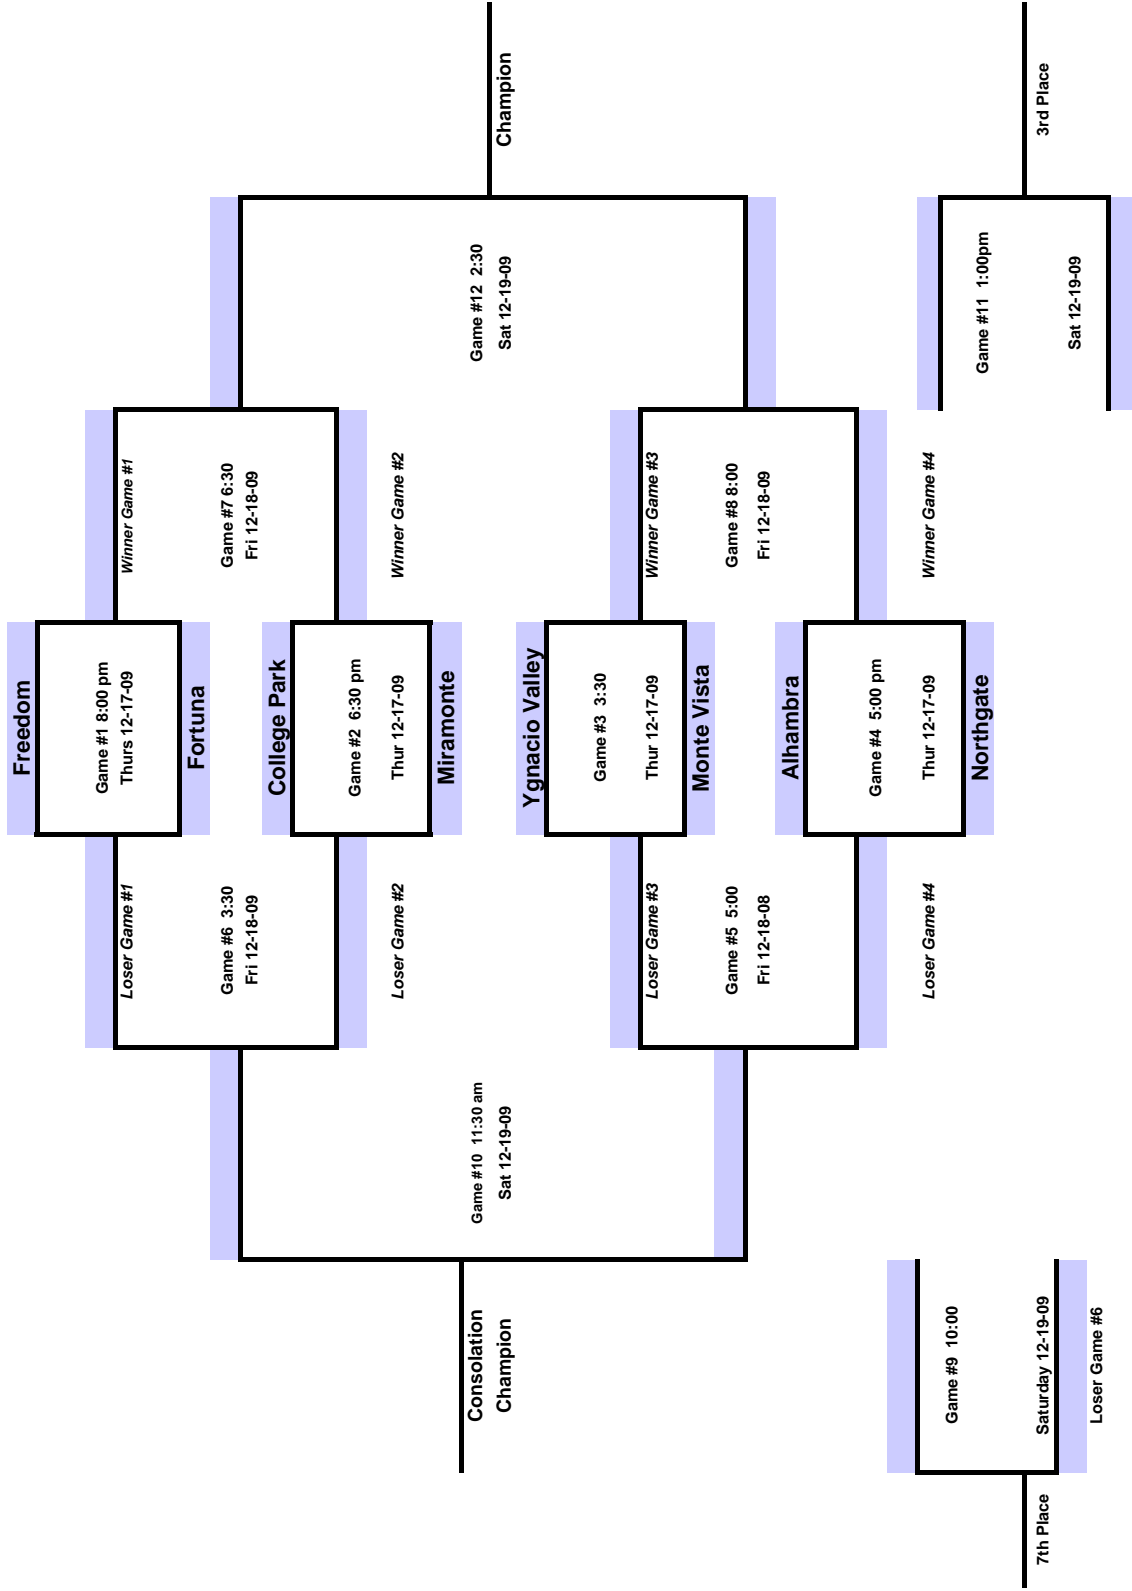 Freedom
Game #1 8:00 pm
Thurs 12-17-09
Fortuna
College Park
Game #2 6:30 pm
Thur 12-17-09
Miramonte
Ygnacio Valley
Game #3 3:30
Thur 12-17-09
Monte Vista
Alhambra
Game #4 5:00 pm
Thur 12-17-09
Northgate
Loser Game #1
Game #6 3:30
Fri 12-18-09
Loser Game #2
Loser Game #3
Game #5 5:00
Fri 12-18-08
Loser Game #4
Winner Game #1
Game #7 6:30
Fri 12-18-09
Winner Game #2
Winner Game #3
Game #8 8:00
Fri 12-18-09
Winner Game #4
Game #10 11:30 am
Sat 12-19-09
Consolation
Champion
Game #12 2:30
Sat 12-19-09
Champion
Game #9 10:00
Saturday 12-19-09
Loser Game #6
7th Place
Game #11 1:00pm
Sat 12-19-09
3rd Place